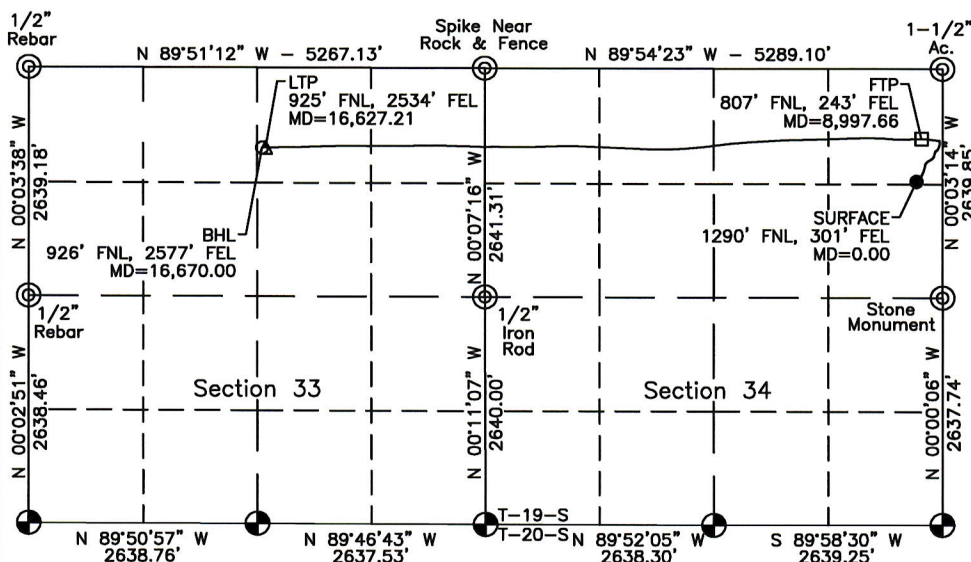 1/2"
Rebar
N 89°51'12" W - 5267.13'
Spike Near
Rock & Fence
N 89°54'23" W - 5289.10'
1-1/2"
Ac.
LTP
925' FNL, 2534' FEL
MD=16,627.21
FTP
807' FNL, 243' FEL
MD=8,997.66
N 00°03'38" W
2639.18'
N 00°07'16" W
2641.31'
N 00°03'14" W
2639.85'
BHL
926' FNL, 2577' FEL
MD=16,670.00
SURFACE
1290' FNL, 301' FEL
MD=0.00
1/2"
Rebar
1/2"
Iron
Rod
Stone
Monument
Section 33
Section 34
N 00°02'51" W
2638.46'
N 00°11'07" W
2640.00'
N 00°00'06" W
2637.74'
T-19-S
T-20-S
N 89°50'57" W
2638.76'
N 89°46'43" W
2637.53'
N 89°52'05" W
2638.30'
S 89°58'30" W
2639.25'